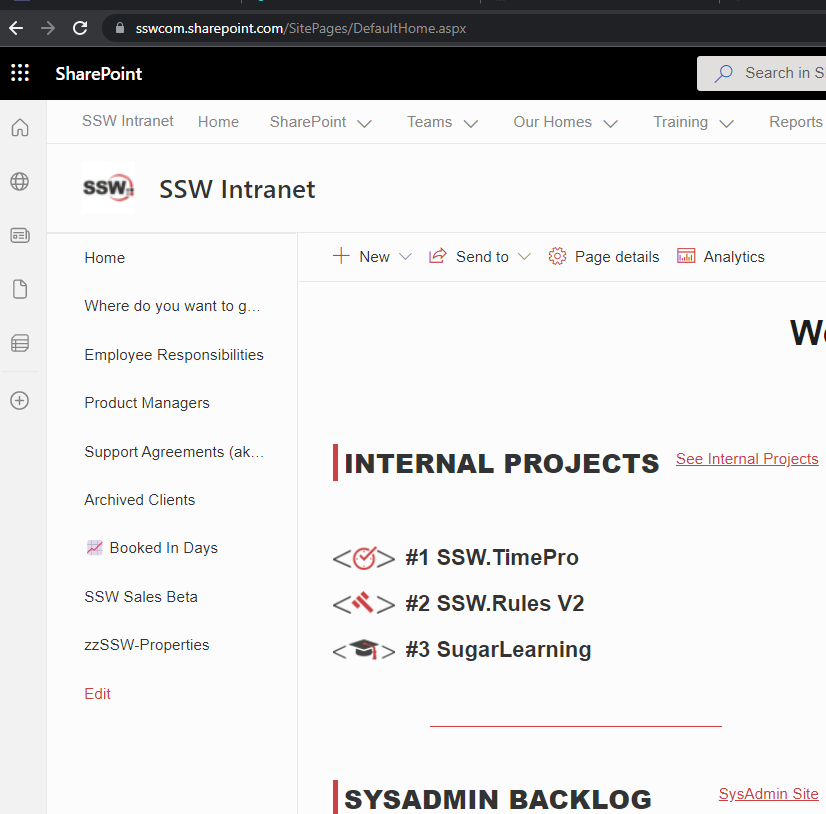 sswcom.sharepoint.com/SitePages/DefaultHome.aspx
SharePoint
Search in S
SSW Intranet Home SharePoint Teams Our Homes Training Reports
SSW
SSW Intranet
Home
Where do you want to g...
Employee Responsibilities
Product Managers
Support Agreements (ak...
Archived Clients
Booked In Days
SSW Sales Beta
zzSSW-Properties
Edit
New Send to Page details Analytics
We
INTERNAL PROJECTS See Internal Projects
#1 SSW.TimePro
#2 SSW.Rules V2
#3 SugarLearning
SYSADMIN BACKLOG SysAdmin Site